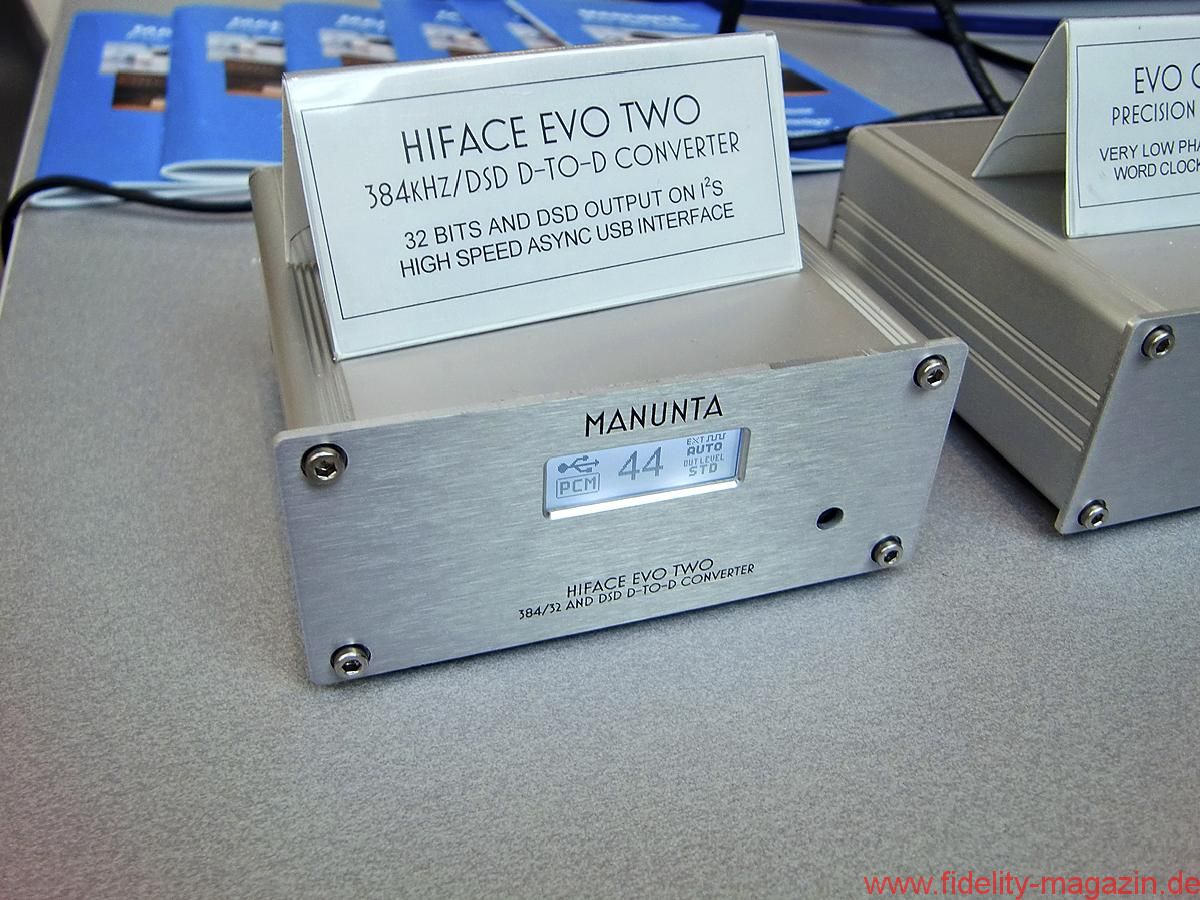 HIFACE EVO TWO
384KHZ/DSD D-TO-D CONVERTER
32 BITS AND DSD OUTPUT ON I²S
HIGH SPEED ASYNC USB INTERFACE
EVO
PRECISION
VERY LOW
WORD CLOCK
MANUNTA
PCM
44
EXT
AUTO
OUT LEVEL
STD
HIFACE EVO TWO
384/32 AND DSD D-TO-D CONVERTER
www.fidelity-magazin.de